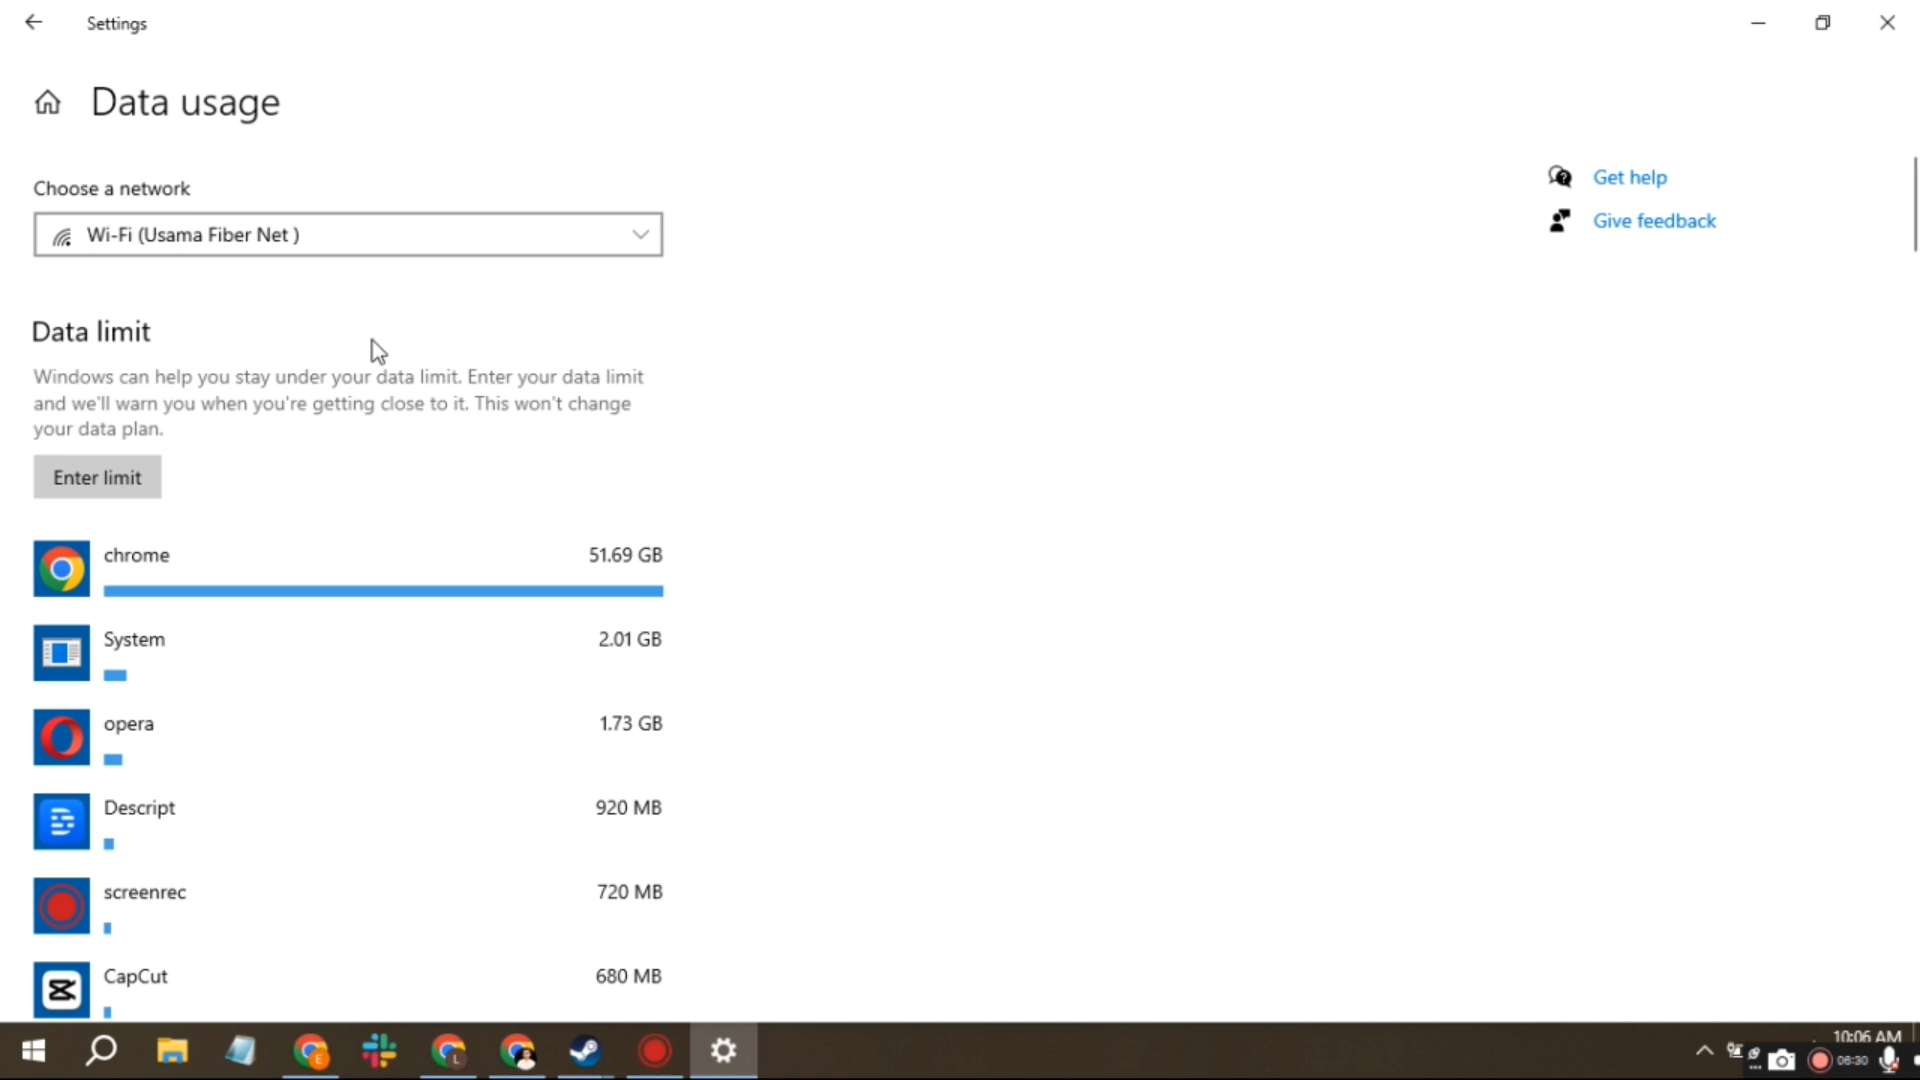 Settings
Data usage
Choose a network
Wi-Fi (Usama Fiber Net )
Get help
Give feedback
Data limit
Windows can help you stay under your data limit. Enter your data limit
and we'll warn you when you're getting close to it. This won't change
your data plan.
Enter limit
chrome 51.69 GB
System 2.01 GB
opera 1.73 GB
Descript 920 MB
screenrec 720 MB
CapCut 680 MB
E
L
10:06 AM
06:30